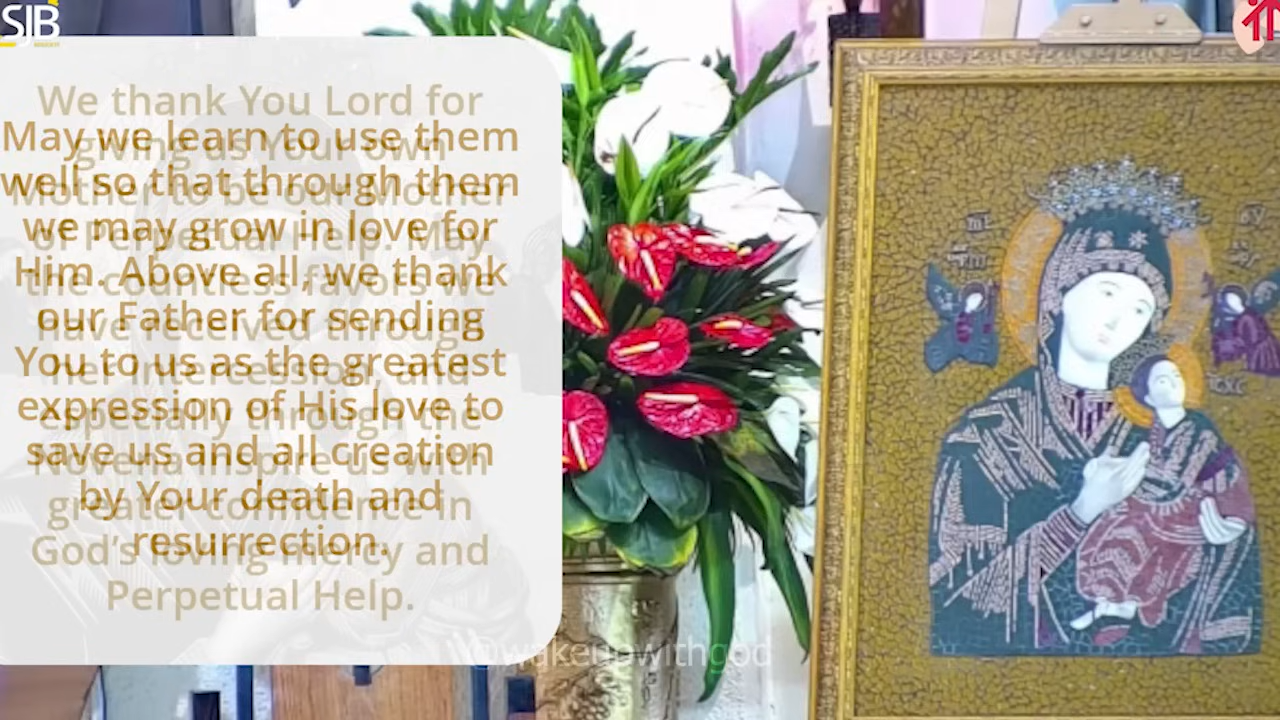 SJB
We thank You Lord for
giving us Your own
Mother to be our Mother
of Perpetual Help. May
the countless favors we
have received through
her intercession and
especially through the
Novena inspire us with
greater confidence in
God's loving mercy and
Perpetual Help.
May we learn to use them
well so that through them
we may grow in love for
Him. Above all, we thank
our Father for sending
You to us as the greatest
expression of His love to
save us and all creation
by Your death and
resurrection.
@wakeupwithgod